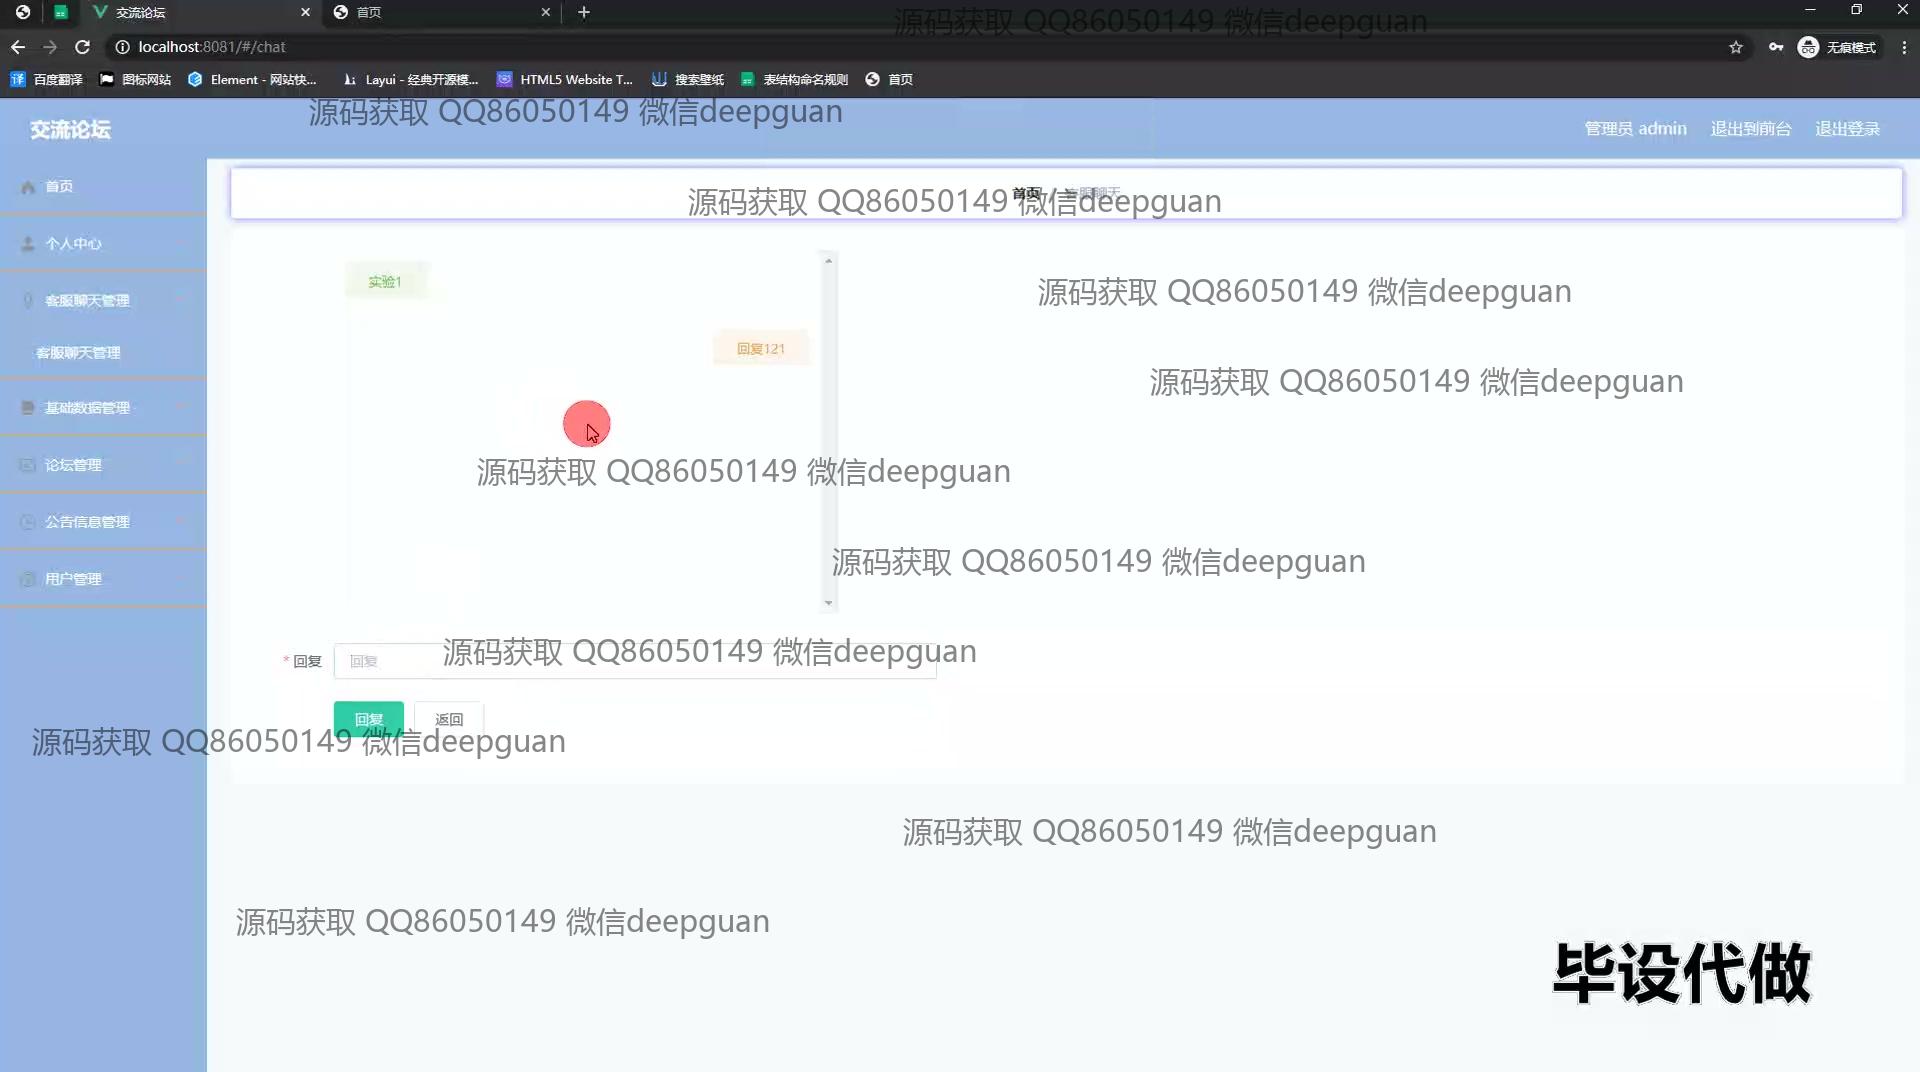 交流论坛
首页
localhost:8081/#/chat
无痕模式
百度翻译
图标网站
Element - 网站快...
Layui - 经典开源模...
HTML5 Website T...
搜索壁纸
表结构命名规则
首页
源码获取 QQ86050149 微信deepguan
源码获取 QQ86050149 微信deepguan
交流论坛
管理员 admin
退出到前台
退出登录
首页
个人中心
客服聊天管理
客服聊天管理
基础数据管理
论坛管理
公告信息管理
用户管理
首页
客服聊天
源码获取 QQ86050149 微信deepguan
实验1
源码获取 QQ86050149 微信deepguan
回复121
源码获取 QQ86050149 微信deepguan
源码获取 QQ86050149 微信deepguan
源码获取 QQ86050149 微信deepguan
* 回复
回复
源码获取 QQ86050149 微信deepguan
回复
返回
源码获取 QQ86050149 微信deepguan
源码获取 QQ86050149 微信deepguan
源码获取 QQ86050149 微信deepguan
毕设代做